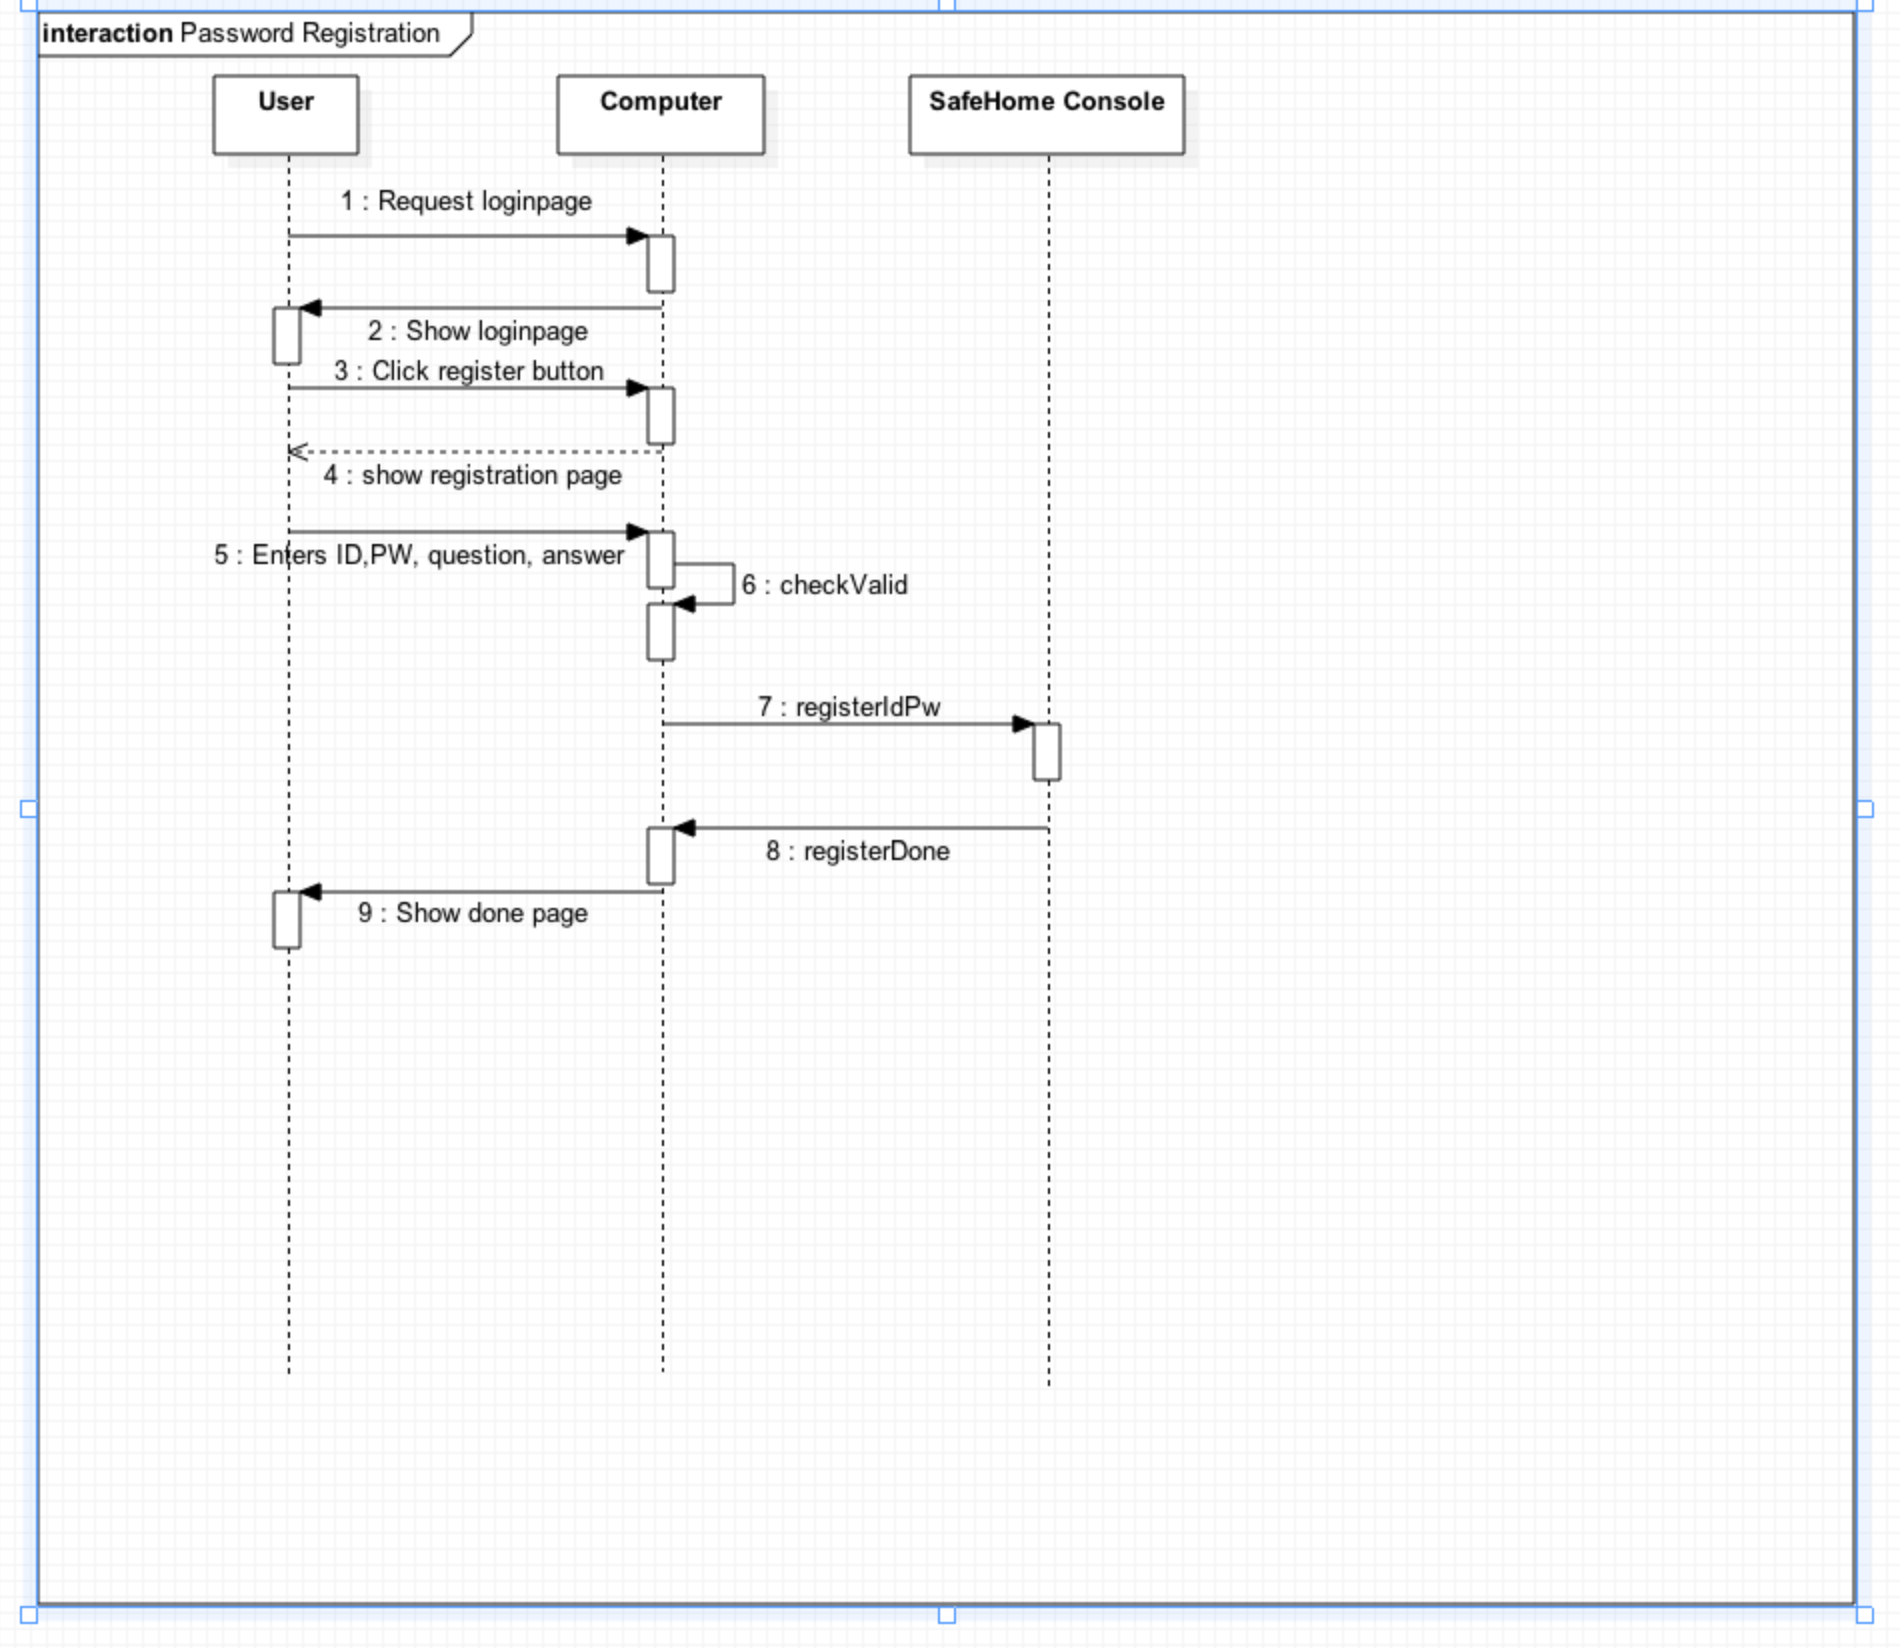 interaction Password Registration
User
Computer
SafeHome Console
1 : Request loginpage
2 : Show loginpage
3 : Click register button
4 : show registration page
5 : Enters ID,PW, question, answer
6 : checkValid
7 : registerIdPw
8 : registerDone
9 : Show done page